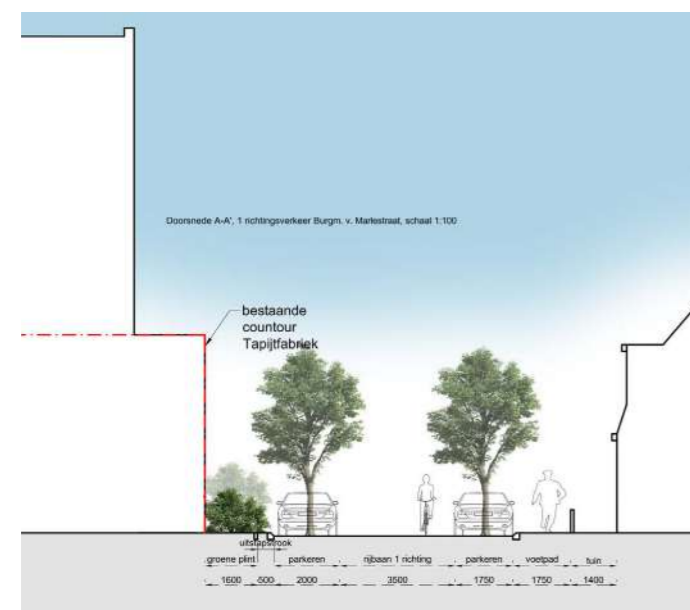 Doorsnede A-A', 1 richtingsverkeer Burgm. v. Marlestraat, schaal 1:100
bestaande
countour
Tapijtfabriek
uitstapstrook
groene plint parkeren rijbaan 1 richting parkeren voetpad tuin
1600 500 2000 3500 1750 1750 1400